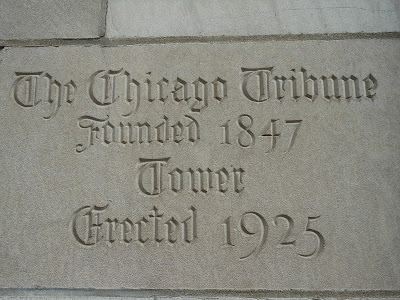 The Chicago Tribune
Founded 1847
Tower
Erected 1925